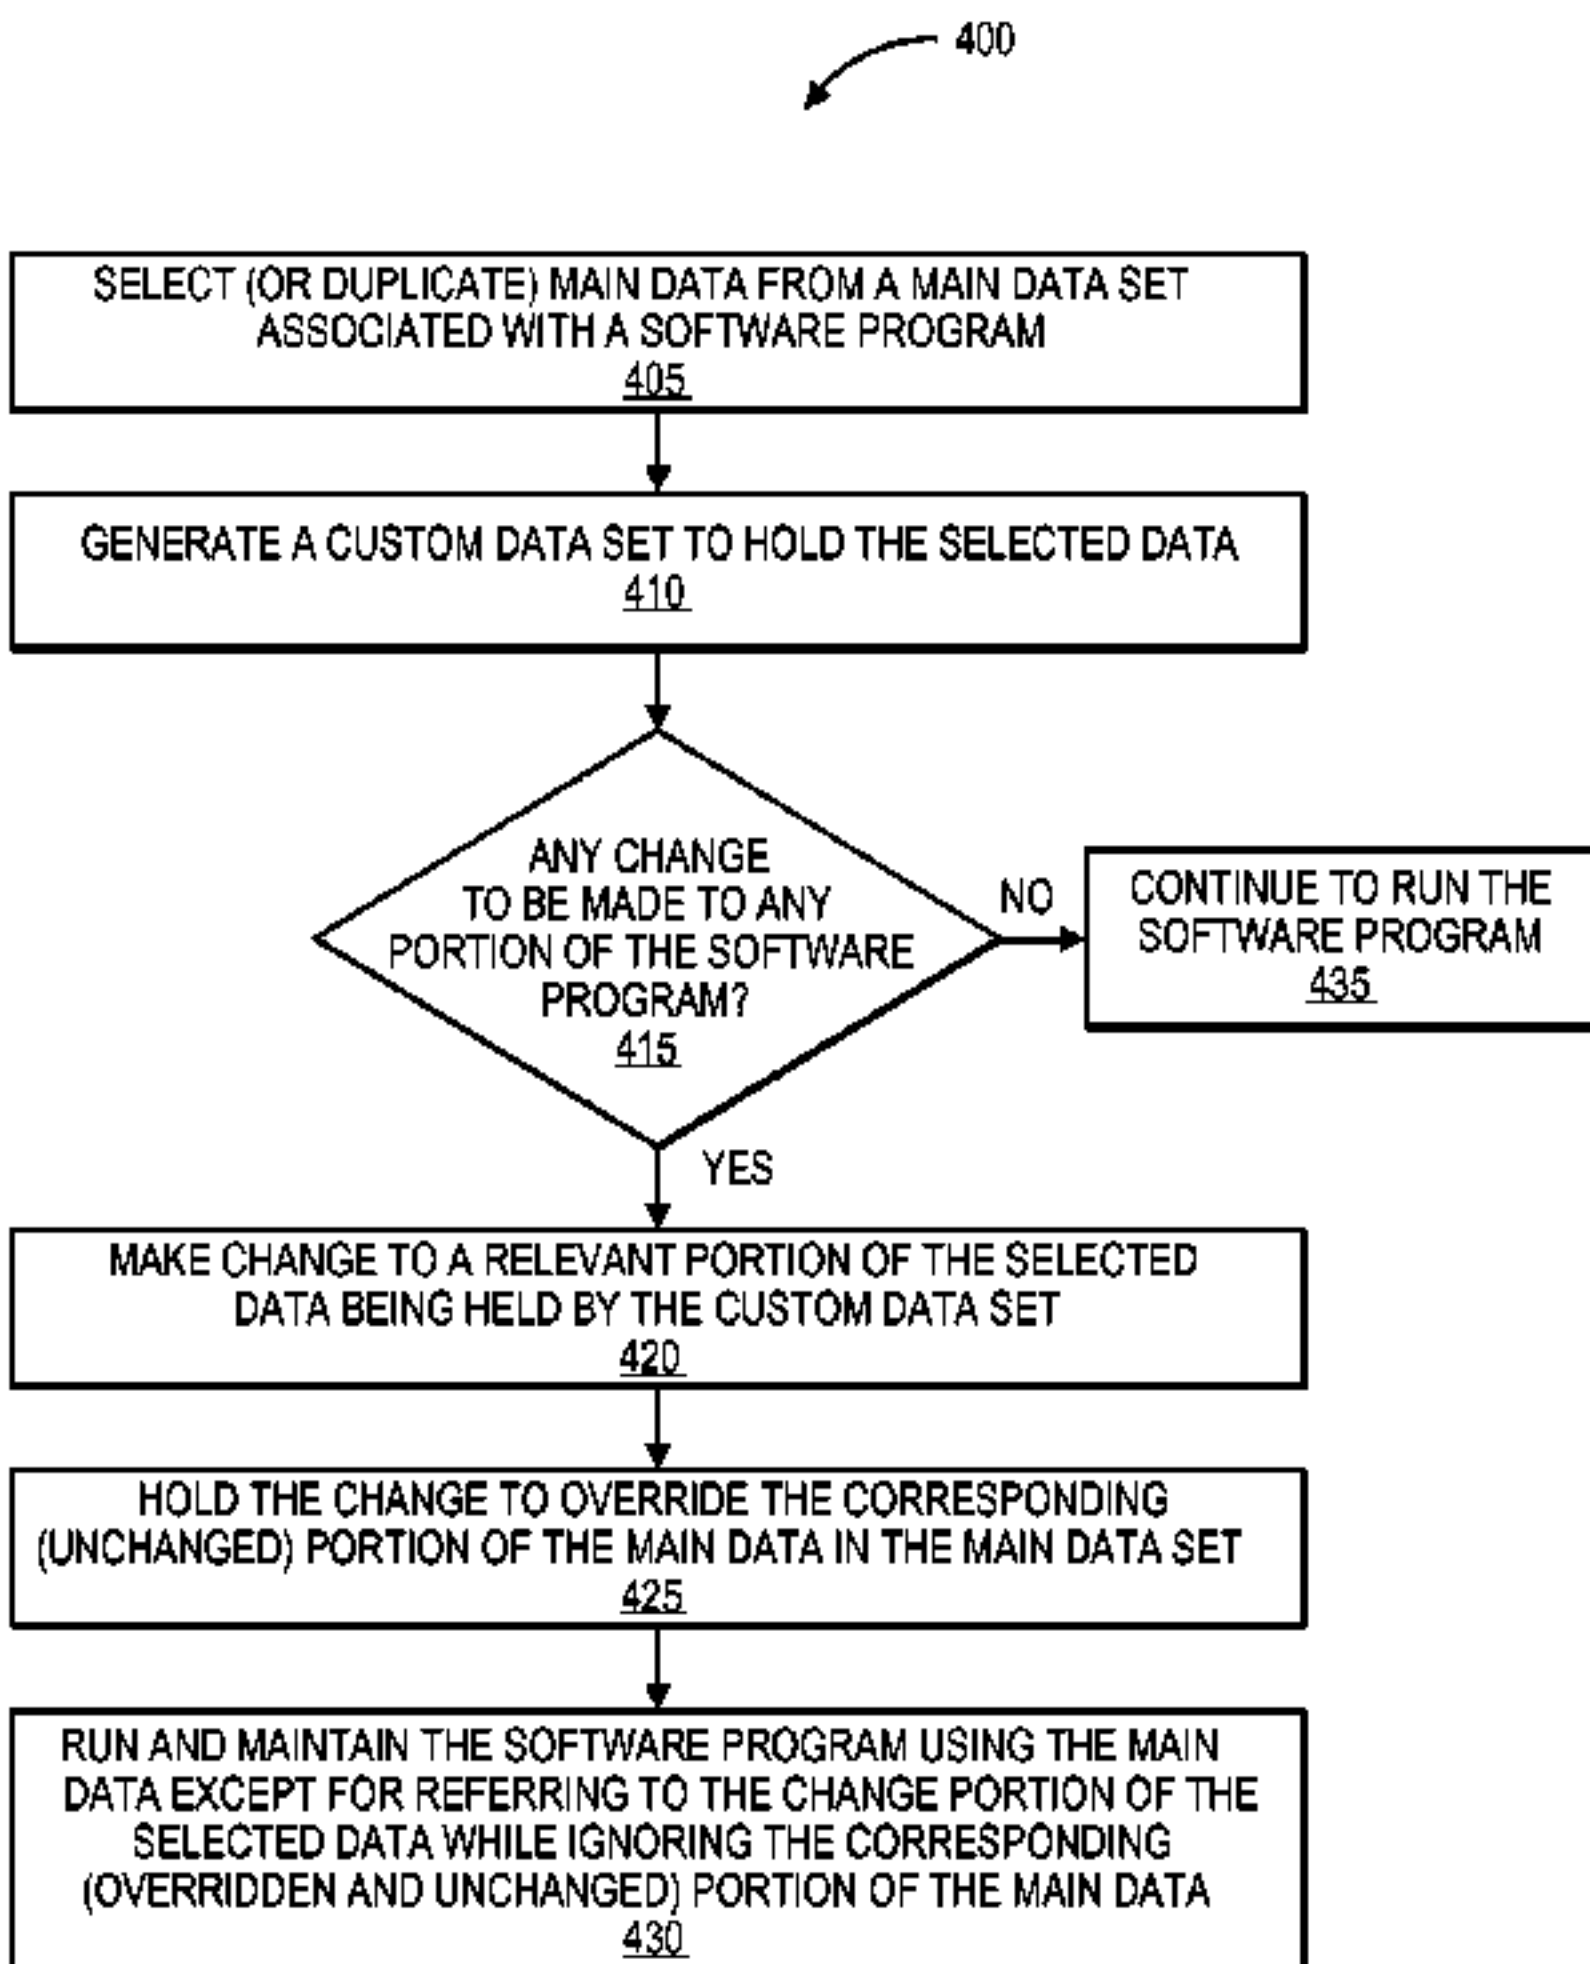 400
SELECT (OR DUPLICATE) MAIN DATA FROM A MAIN DATA SET
ASSOCIATED WITH A SOFTWARE PROGRAM
405
GENERATE A CUSTOM DATA SET TO HOLD THE SELECTED DATA
410
ANY CHANGE
TO BE MADE TO ANY
PORTION OF THE SOFTWARE
PROGRAM?
415
NO
CONTINUE TO RUN THE
SOFTWARE PROGRAM
435
YES
MAKE CHANGE TO A RELEVANT PORTION OF THE SELECTED
DATA BEING HELD BY THE CUSTOM DATA SET
420
HOLD THE CHANGE TO OVERRIDE THE CORRESPONDING
(UNCHANGED) PORTION OF THE MAIN DATA IN THE MAIN DATA SET
425
RUN AND MAINTAIN THE SOFTWARE PROGRAM USING THE MAIN
DATA EXCEPT FOR REFERRING TO THE CHANGE PORTION OF THE
SELECTED DATA WHILE IGNORING THE CORRESPONDING
(OVERRIDDEN AND UNCHANGED) PORTION OF THE MAIN DATA
430